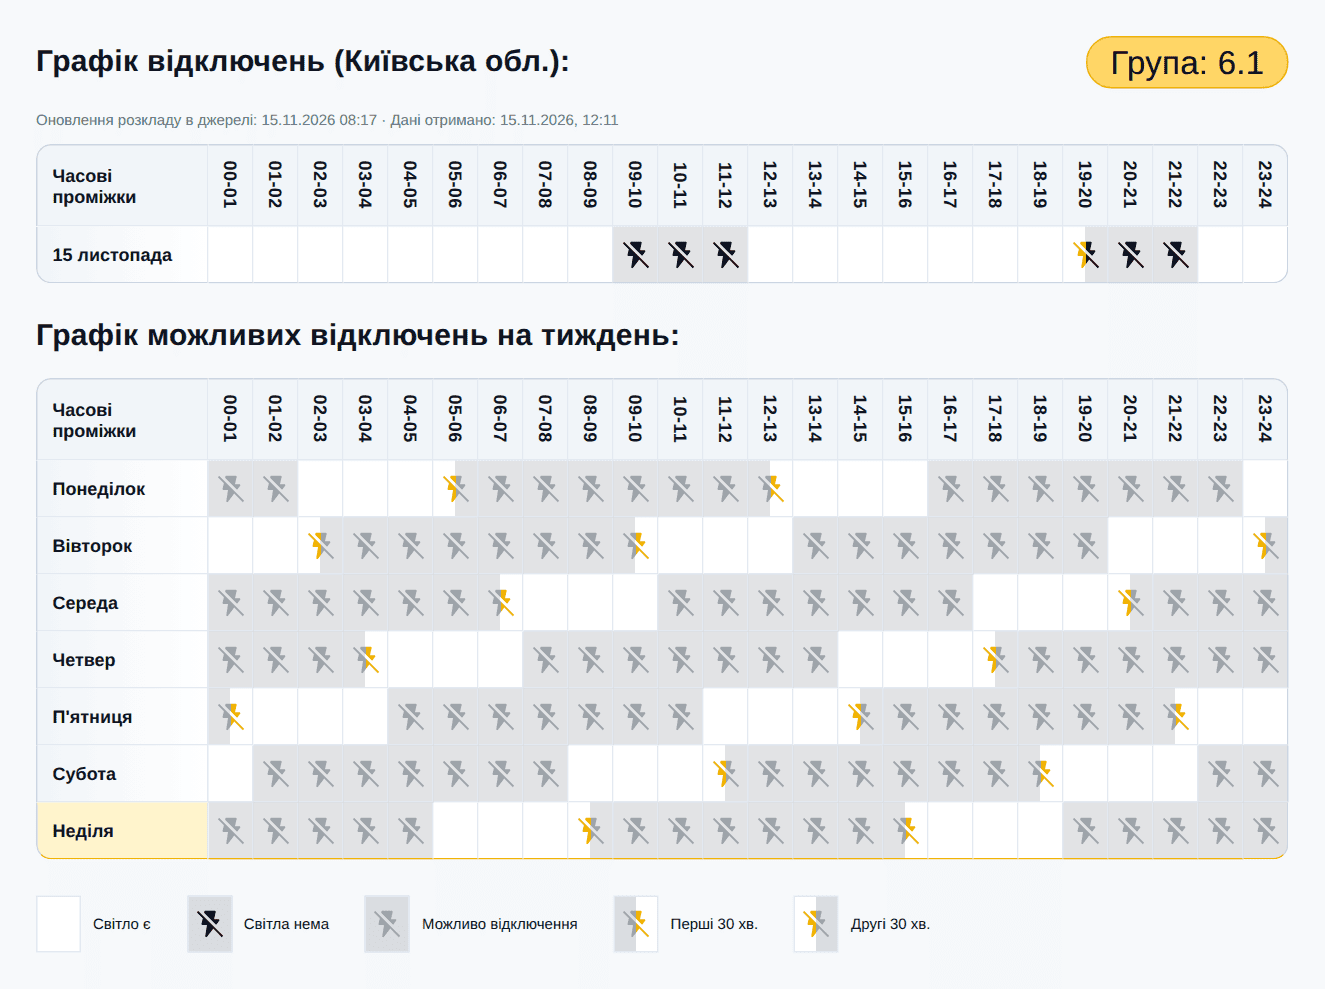 Графік відключень (Київська обл.):
Група: 6.1
Оновлення розкладу в джерелі: 15.11.2026 08:17 · Дані отримано: 15.11.2026, 12:11
Часові проміжки 00-01 01-02 02-03 03-04 04-05 05-06 06-07 07-08 08-09 09-10 10-11 11-12 12-13 13-14 14-15 15-16 16-17 17-18 18-19 19-20 20-21 21-22 22-23 23-24
15 листопада
Графік можливих відключень на тиждень:
Часові проміжки 00-01 01-02 02-03 03-04 04-05 05-06 06-07 07-08 08-09 09-10 10-11 11-12 12-13 13-14 14-15 15-16 16-17 17-18 18-19 19-20 20-21 21-22 22-23 23-24
Понеділок
Вівторок
Середа
Четвер
П'ятниця
Субота
Неділя
Світло є Світла нема Можливо відключення Перші 30 хв. Другі 30 хв.